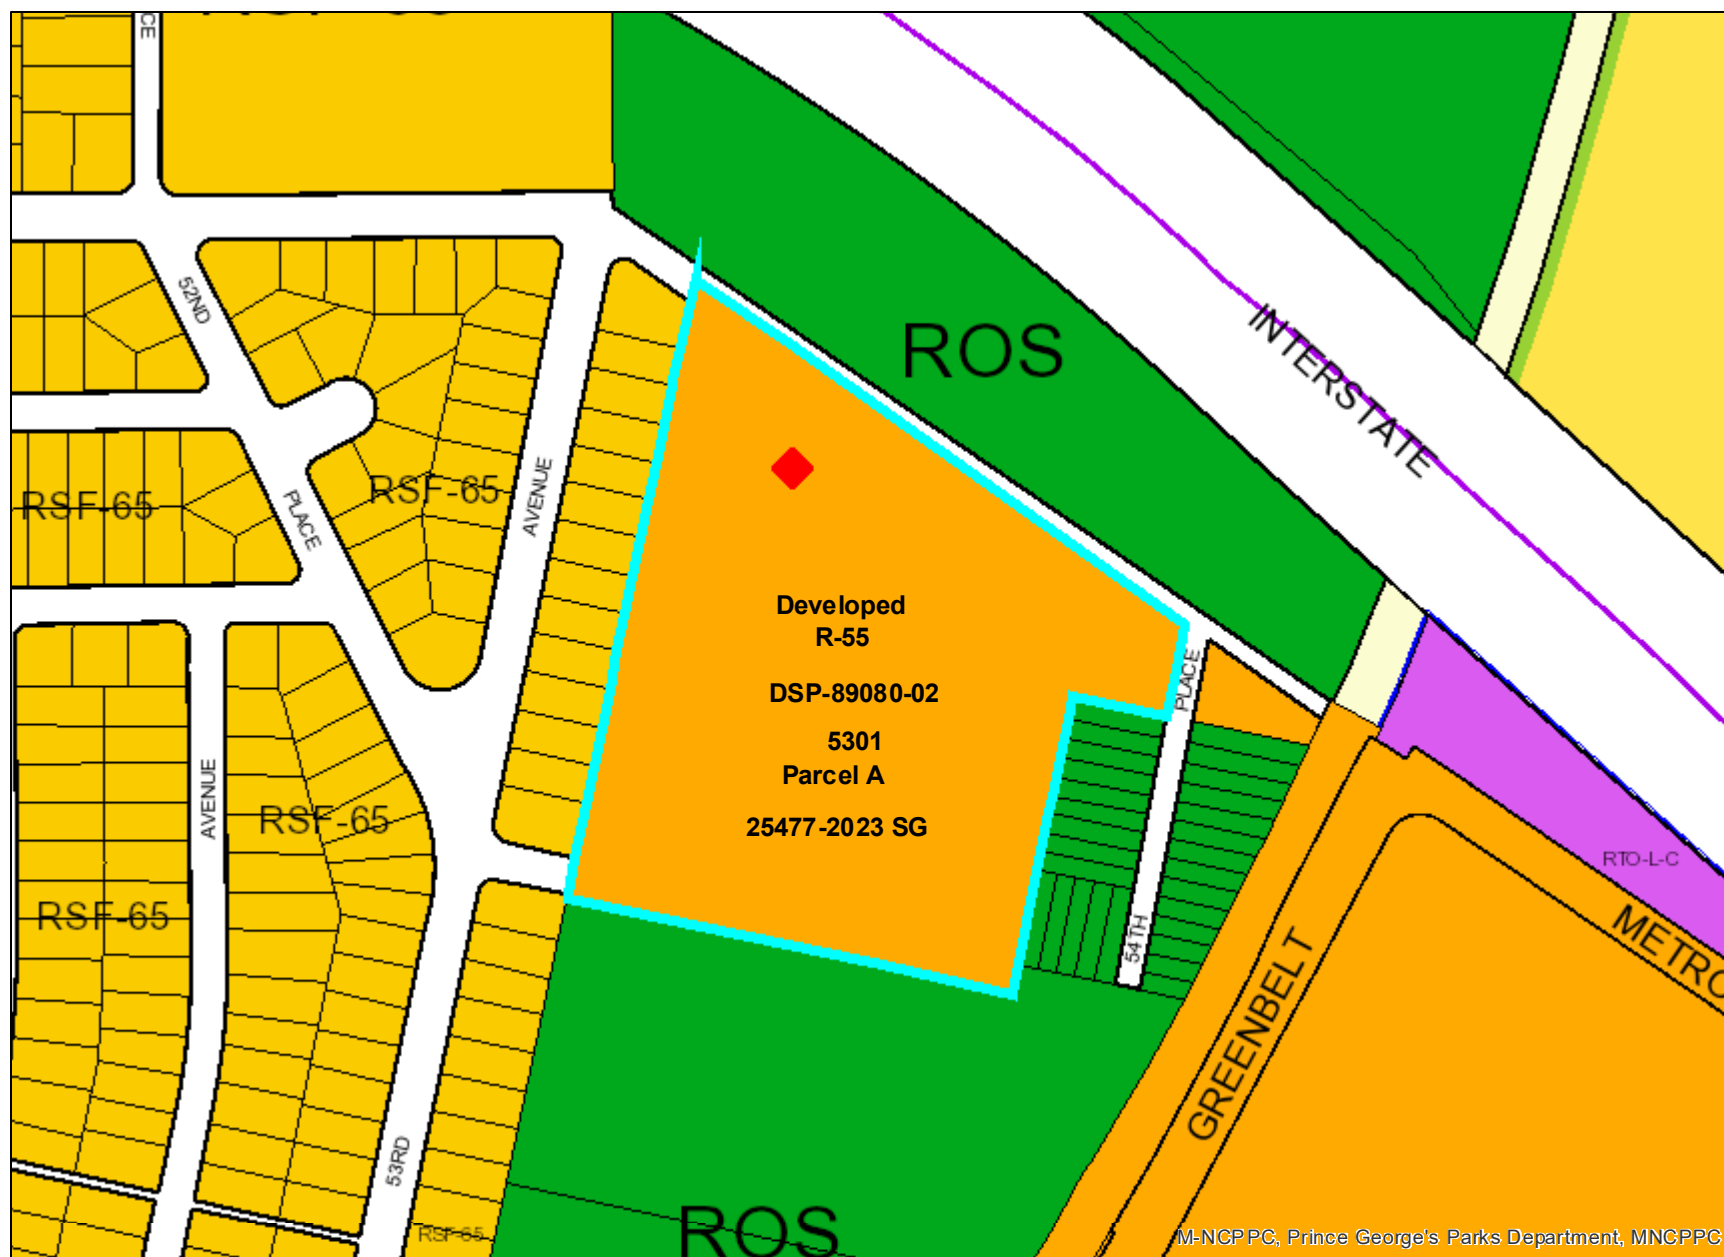 CE
52ND
PLACE
RSF-65
RSF-65
AVENUE
ROS
INTERSTATE
Developed
R-55
DSP-89080-02
5301
Parcel A
25477-2023 SG
PLACE
54TH
AVENUE
RSF-65
RSF-65
RTO-L-C
METRO
GREENBELT
53RD
RSF-65
ROS
M-NCPPC, Prince George's Parks Department, MNCPPC